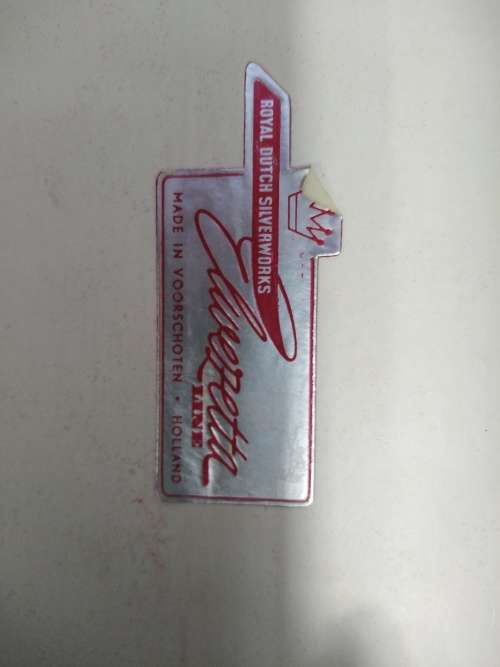 ROYAL DUTCH SILVERWORKS
Silveretta
LINE
MADE IN VOORSCHOTEN • HOLLAND